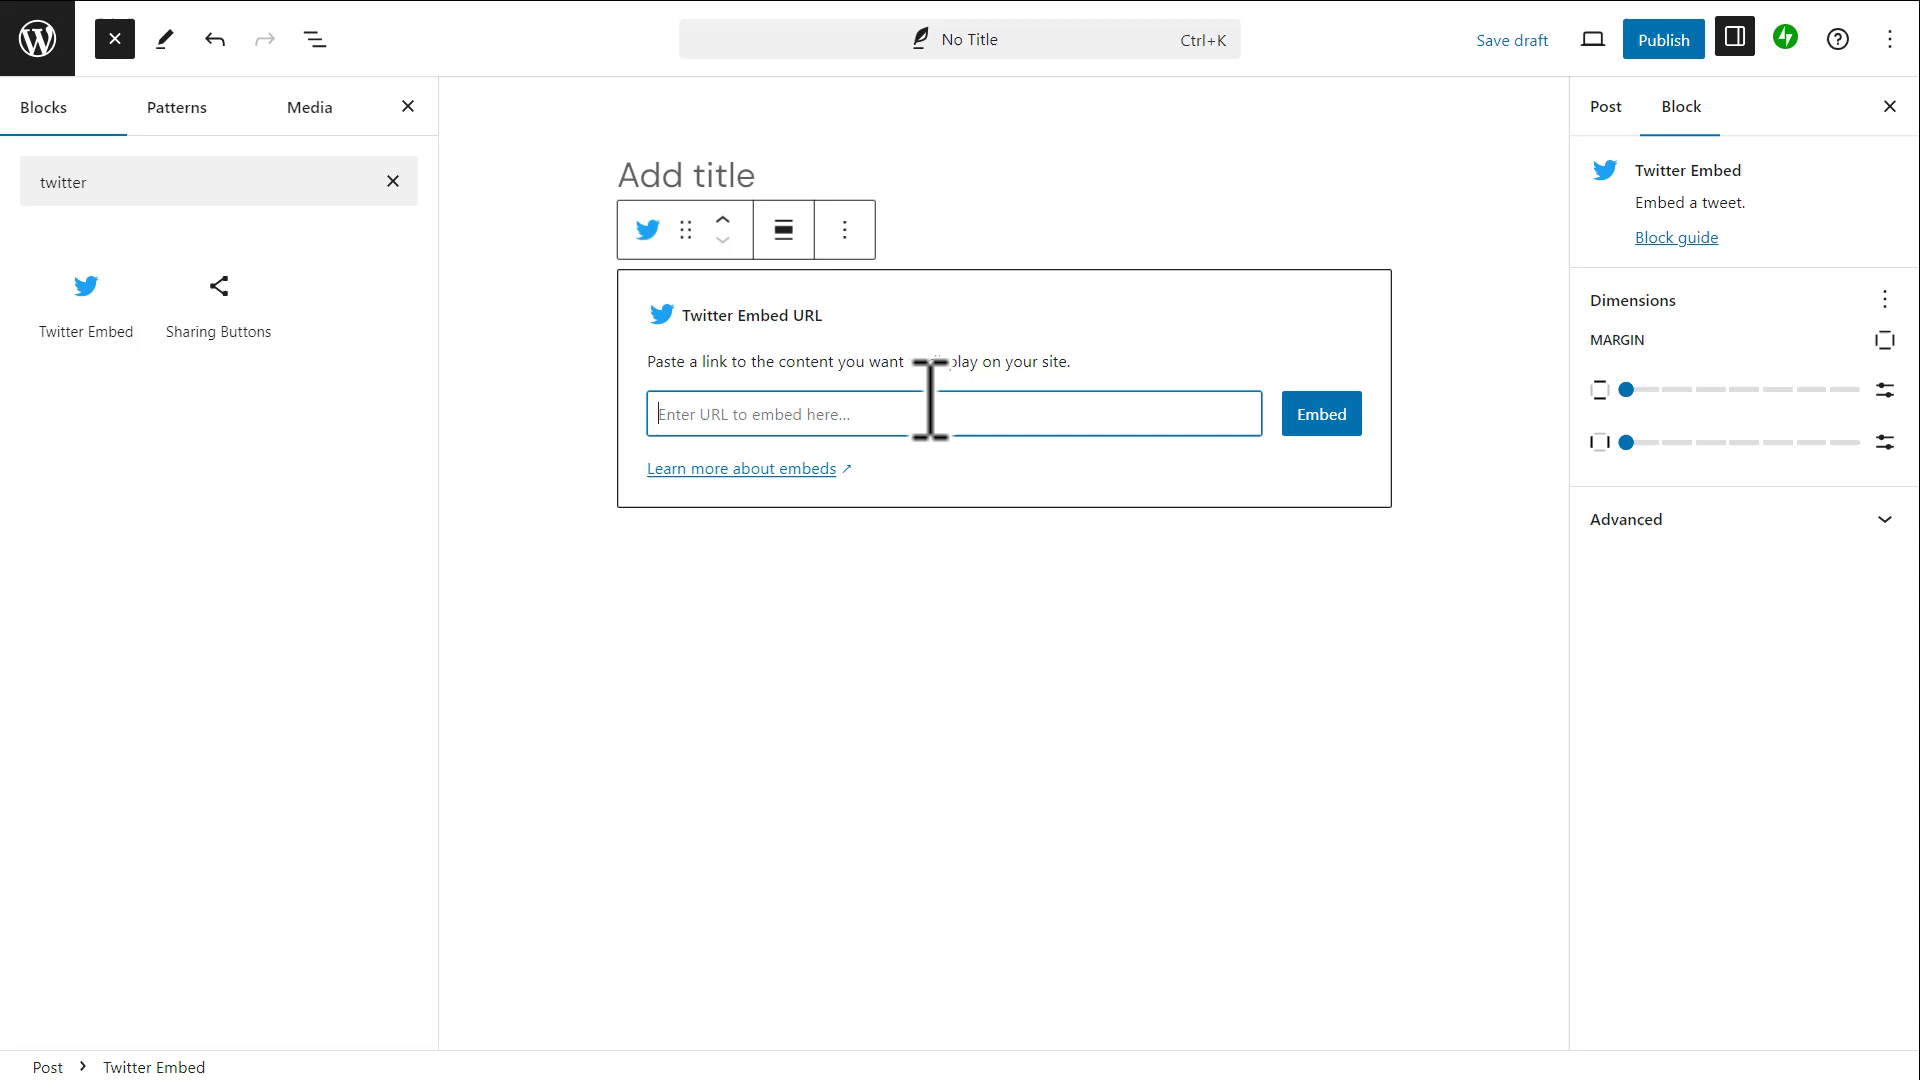 No Title
Ctrl+K
Save draft
Publish
Blocks
Patterns
Media
twitter
Twitter Embed
Sharing Buttons
Add title
Twitter Embed URL
Paste a link to the content you want play on your site.
Enter URL to embed here...
Embed
Learn more about embeds ↗
Post
Block
Twitter Embed
Embed a tweet.
Block guide
Dimensions
MARGIN
Advanced
Post > Twitter Embed